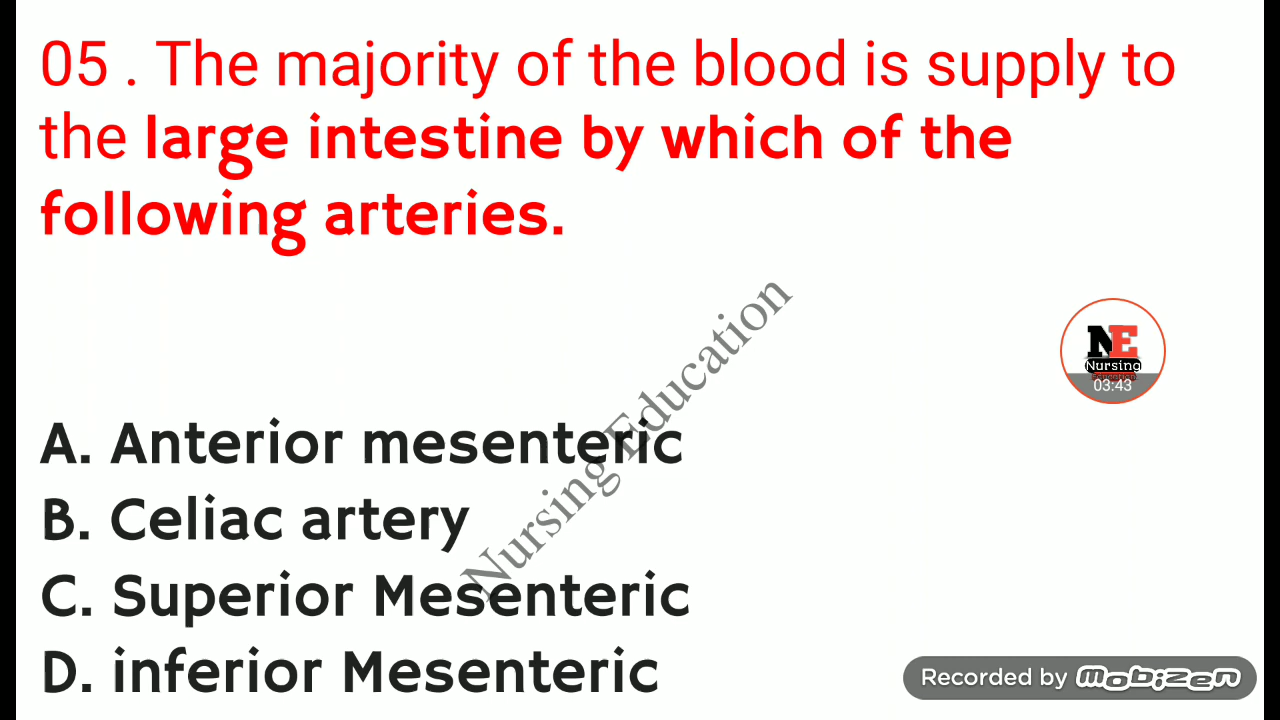 05 . The majority of the blood is supply to
the large intestine by which of the
following arteries.
Nursing Education
NE
Nursing
03:43
A. Anterior mesenteric
B. Celiac artery
C. Superior Mesenteric
D. inferior Mesenteric
Recorded by mobizen